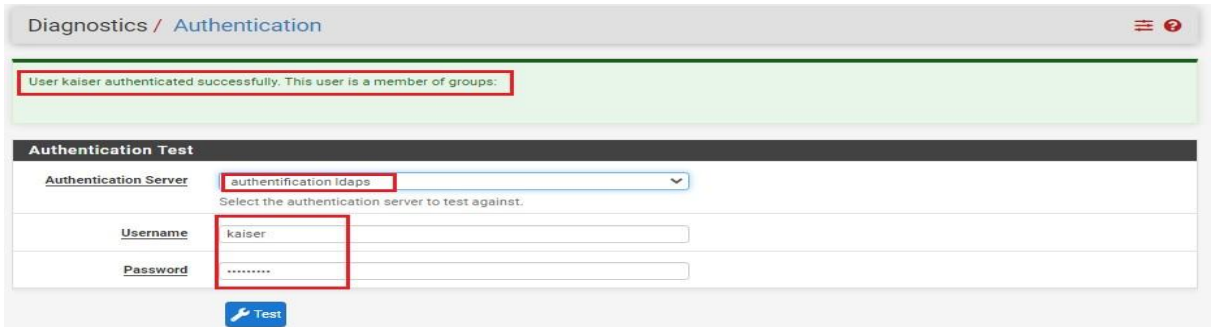 Diagnostics / Authentication
User kaiser authenticated successfully. This user is a member of groups:
Authentication Test
Authentication Server
authentification ldaps
Select the authentication server to test against.
Username
kaiser
Password
.........
Test